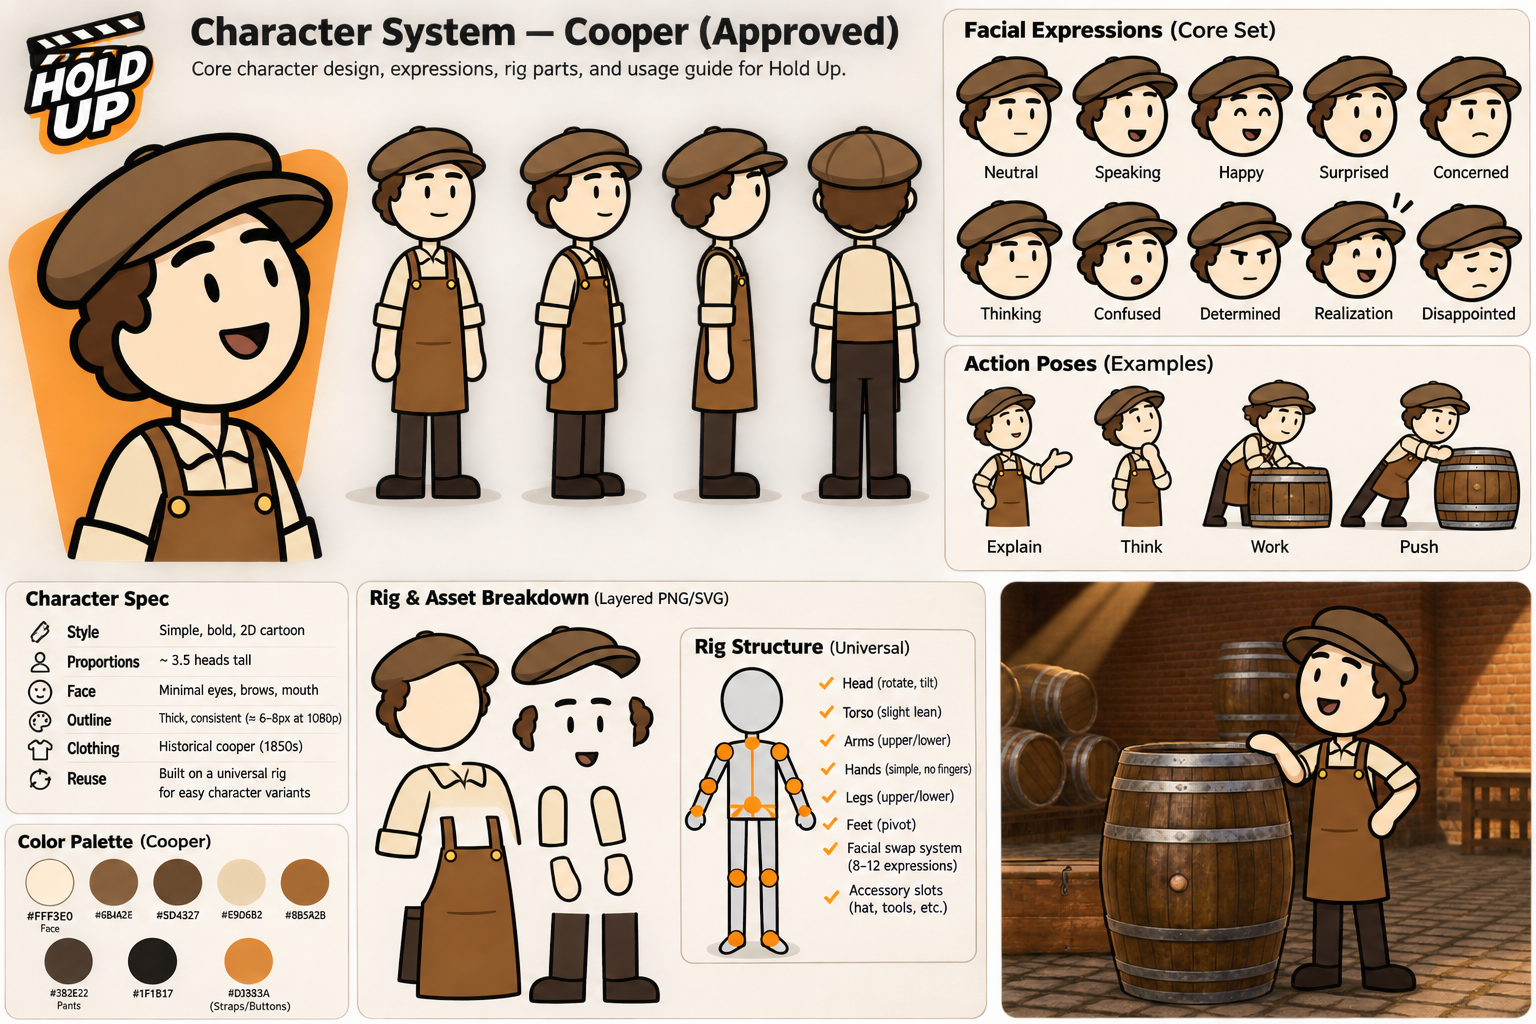 HOLD
UP
Character System — Cooper (Approved)
Core character design, expressions, rig parts, and usage guide for Hold Up.
Facial Expressions (Core Set)
Neutral
Speaking
Happy
Surprised
Concerned
Thinking
Confused
Determined
Realization
Disappointed
Action Poses (Examples)
Explain
Think
Work
Push
Character Spec
Style
Simple, bold, 2D cartoon
Proportions
~ 3.5 heads tall
Face
Minimal eyes, brows, mouth
Outline
Thick, consistent (≈ 6–8px at 1080p)
Clothing
Historical cooper (1850s)
Reuse
Built on a universal rig
for easy character variants
Color Palette (Cooper)
#FFF3E0
Face
#6B4A2E
#5D4327
#E9D6B2
#8B5A2B
#3B2E22
Pants
#1F1B17
#D3383A
(Straps/Buttons)
Rig & Asset Breakdown (Layered PNG/SVG)
Rig Structure (Universal)
Head (rotate, tilt)
Torso (slight lean)
Arms (upper/lower)
Hands (simple, no fingers)
Legs (upper/lower)
Feet (pivot)
Facial swap system
(8–12 expressions)
Accessory slots
(hat, tools, etc.)